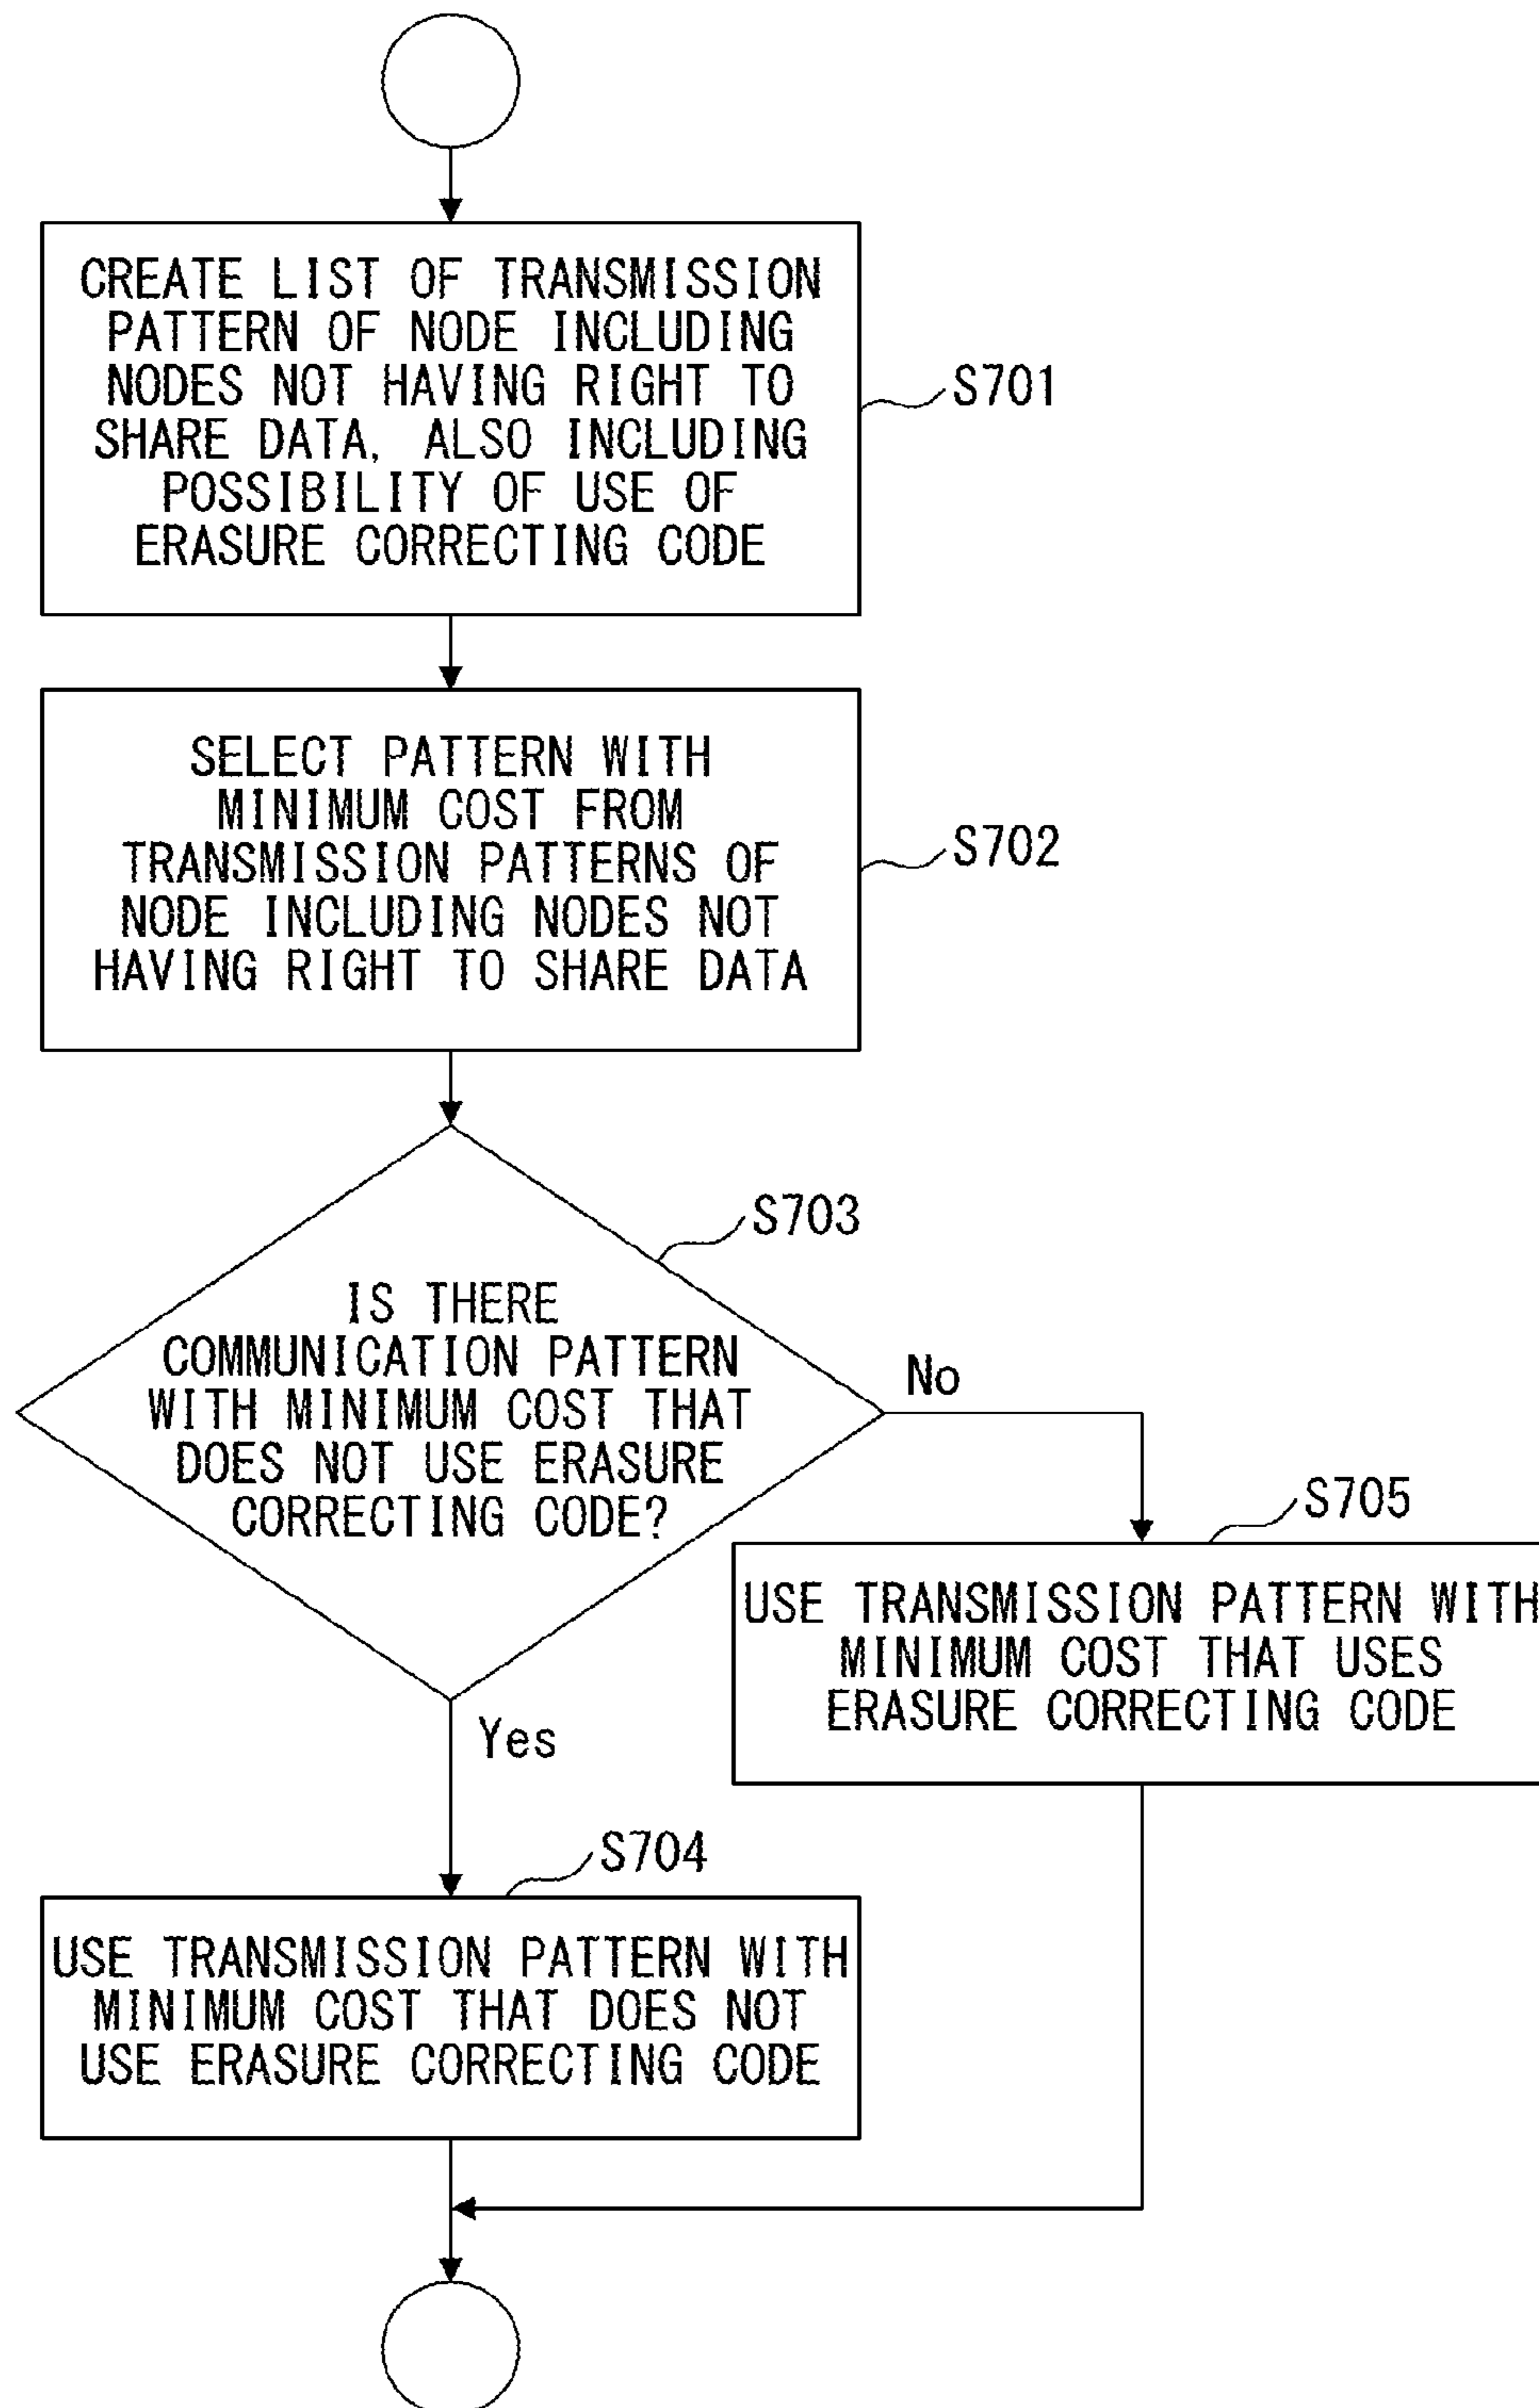 CREATE LIST OF TRANSMISSION
PATTERN OF NODE INCLUDING
NODES NOT HAVING RIGHT TO
SHARE DATA, ALSO INCLUDING
POSSIBILITY OF USE OF
ERASURE CORRECTING CODE
S701
SELECT PATTERN WITH
MINIMUM COST FROM
TRANSMISSION PATTERNS OF
NODE INCLUDING NODES NOT
HAVING RIGHT TO SHARE DATA
S702
S703
IS THERE
COMMUNICATION PATTERN
WITH MINIMUM COST THAT
DOES NOT USE ERASURE
CORRECTING CODE?
No
S705
USE TRANSMISSION PATTERN WITH
MINIMUM COST THAT USES
ERASURE CORRECTING CODE
Yes
S704
USE TRANSMISSION PATTERN WITH
MINIMUM COST THAT DOES NOT
USE ERASURE CORRECTING CODE